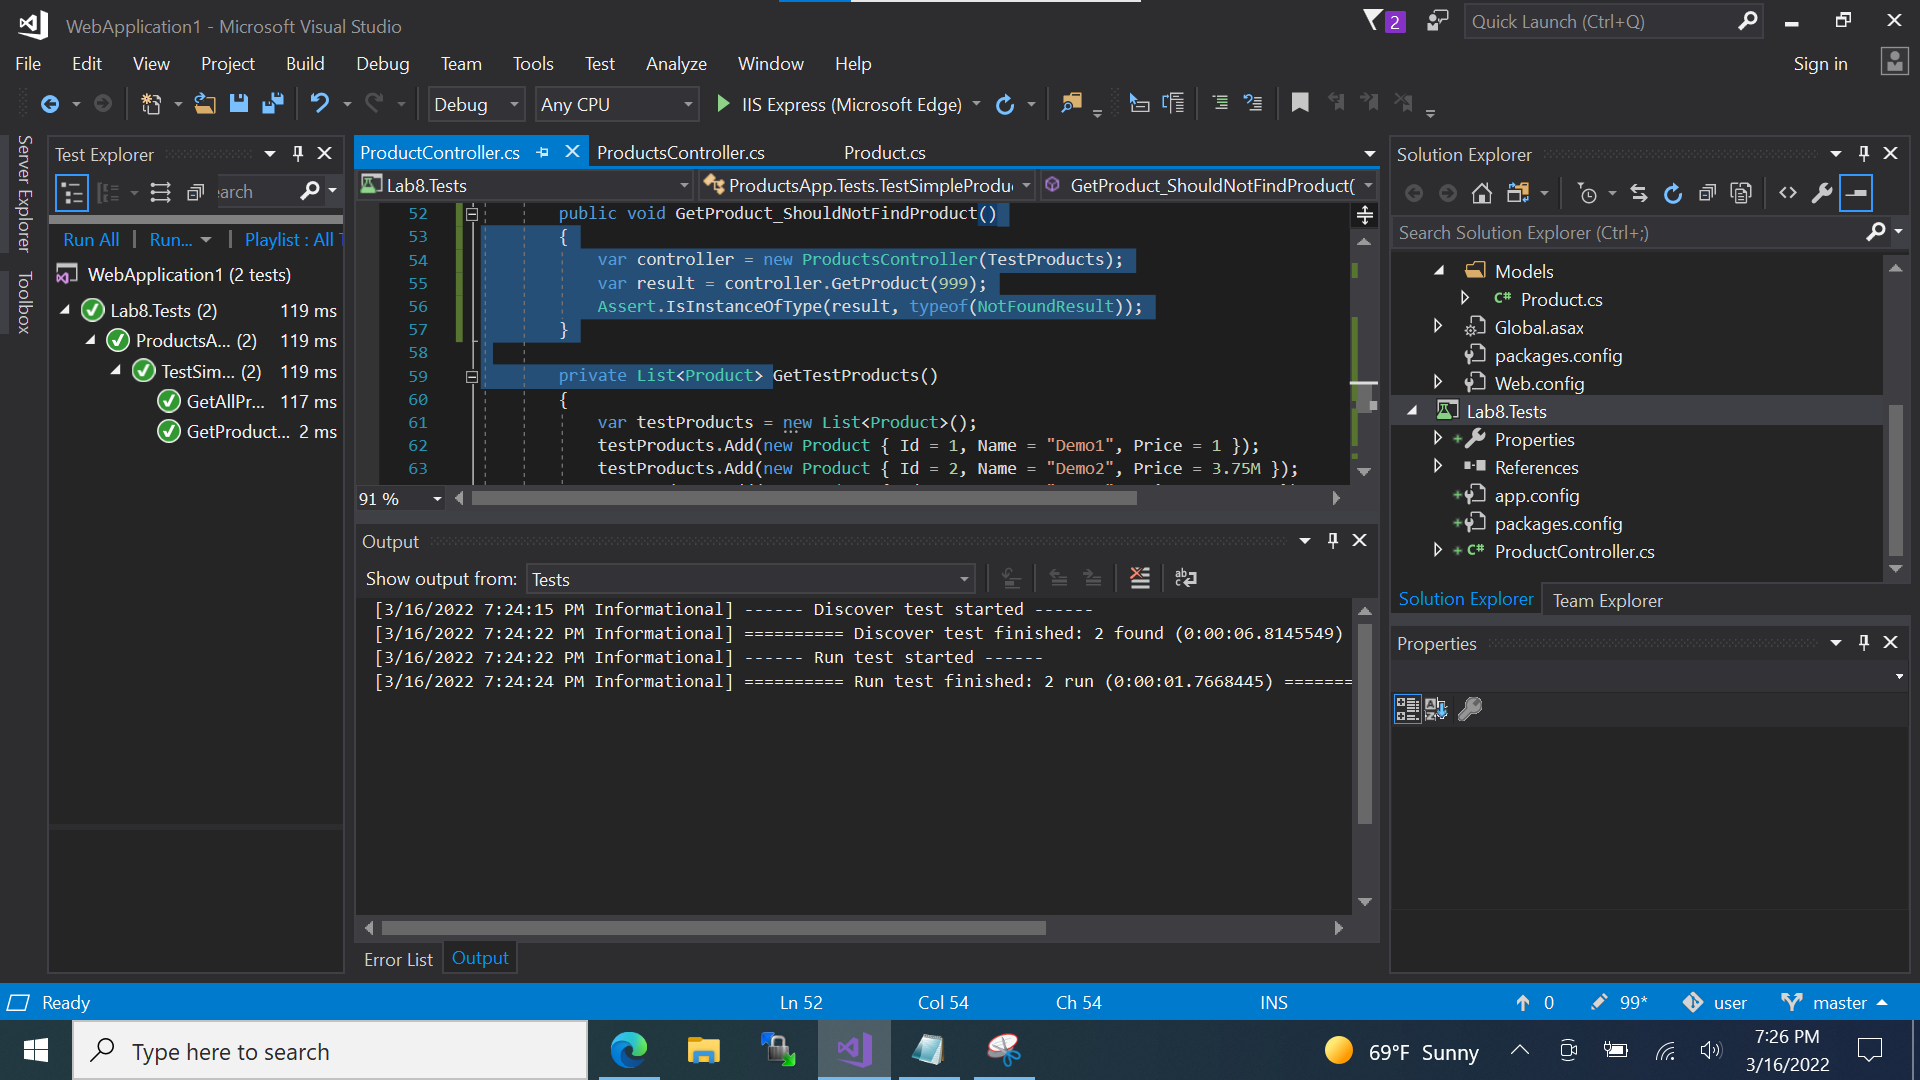 WebApplication1 - Microsoft Visual Studio
2
Quick Launch (Ctrl+Q)
File Edit View Project Build Debug Team Tools Test Analyze Window Help
Sign in
Debug Any CPU IIS Express (Microsoft Edge)
Server Explorer
Toolbox
Test Explorer
earch
Run All | Run... | Playlist : All T
WebApplication1 (2 tests)
Lab8.Tests (2) 119 ms
ProductsA... (2) 119 ms
TestSim... (2) 119 ms
GetAllPr... 117 ms
GetProduct... 2 ms
ProductController.cs ProductsController.cs Product.cs
Lab8.Tests ProductsApp.Tests.TestSimpleProdu GetProduct_ShouldNotFindProduct(
52 public void GetProduct_ShouldNotFindProduct()
53 {
54 var controller = new ProductsController(TestProducts);
55 var result = controller.GetProduct(999);
56 Assert.IsInstanceOfType(result, typeof(NotFoundResult));
57 }
58
59 private List<Product> GetTestProducts()
60 {
61 var testProducts = new List<Product>();
62 testProducts.Add(new Product { Id = 1, Name = "Demo1", Price = 1 });
63 testProducts.Add(new Product { Id = 2, Name = "Demo2", Price = 3.75M });
91 %
Output
Show output from: Tests
[3/16/2022 7:24:15 PM Informational] ------ Discover test started ------
[3/16/2022 7:24:22 PM Informational] ========== Discover test finished: 2 found (0:00:06.8145549)
[3/16/2022 7:24:22 PM Informational] ------ Run test started ------
[3/16/2022 7:24:24 PM Informational] ========== Run test finished: 2 run (0:00:01.7668445) =======
Error List Output
Solution Explorer
Search Solution Explorer (Ctrl+;)
Models
C# Product.cs
Global.asax
packages.config
Web.config
Lab8.Tests
Properties
References
app.config
packages.config
C# ProductController.cs
Solution Explorer Team Explorer
Properties
Ready Ln 52 Col 54 Ch 54 INS 0 99* user master
Type here to search
69°F Sunny
7:26 PM
3/16/2022